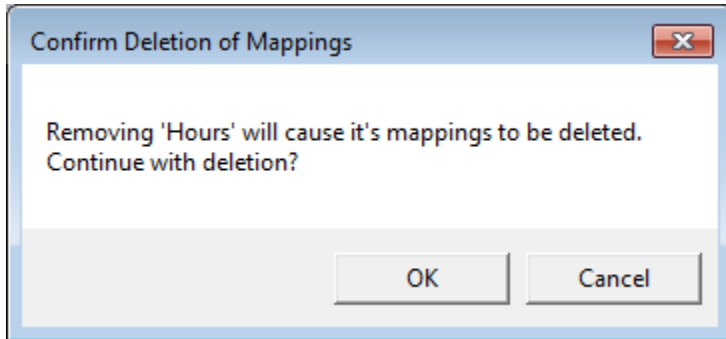 Confirm Deletion of Mappings
Removing 'Hours' will cause it's mappings to be deleted.
Continue with deletion?
OK
Cancel